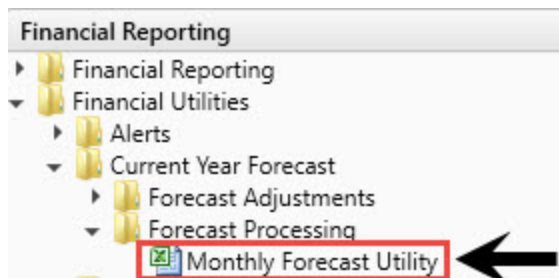 Financial Reporting
Financial Reporting
Financial Utilities
Alerts
Current Year Forecast
Forecast Adjustments
Forecast Processing
Monthly Forecast Utility